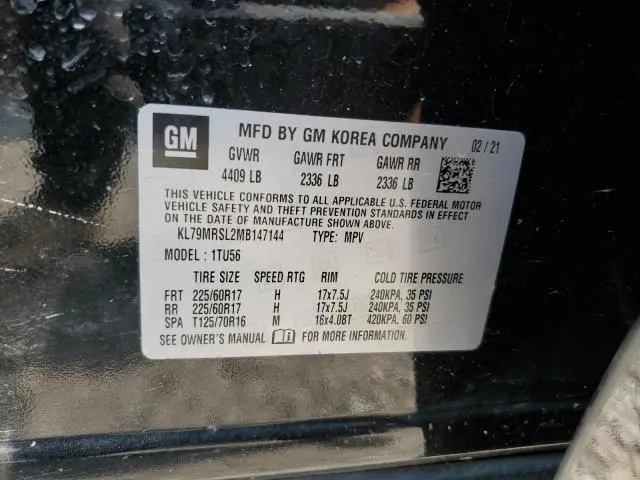 GM
MFD BY GM KOREA COMPANY 02 / 21
GVWR GAWR FRT GAWR RR
4409 LB 2336 LB 2336 LB
THIS VEHICLE CONFORMS TO ALL APPLICABLE U.S. FEDERAL MOTOR
VEHICLE SAFETY AND THEFT PREVENTION STANDARDS IN EFFECT
ON THE DATE OF MANUFACTURE SHOWN ABOVE.
KL79MRSL2MB147144 TYPE: MPV
MODEL : 1TU56
TIRE SIZE SPEED RTG RIM COLD TIRE PRESSURE
FRT 225/60R17 H 17x7.5J 240KPA, 35 PSI
RR 225/60R17 H 17x7.5J 240KPA, 35 PSI
SPA T125/70R16 M 16x4.0BT 420KPA, 60 PSI
SEE OWNER'S MANUAL FOR MORE INFORMATION.